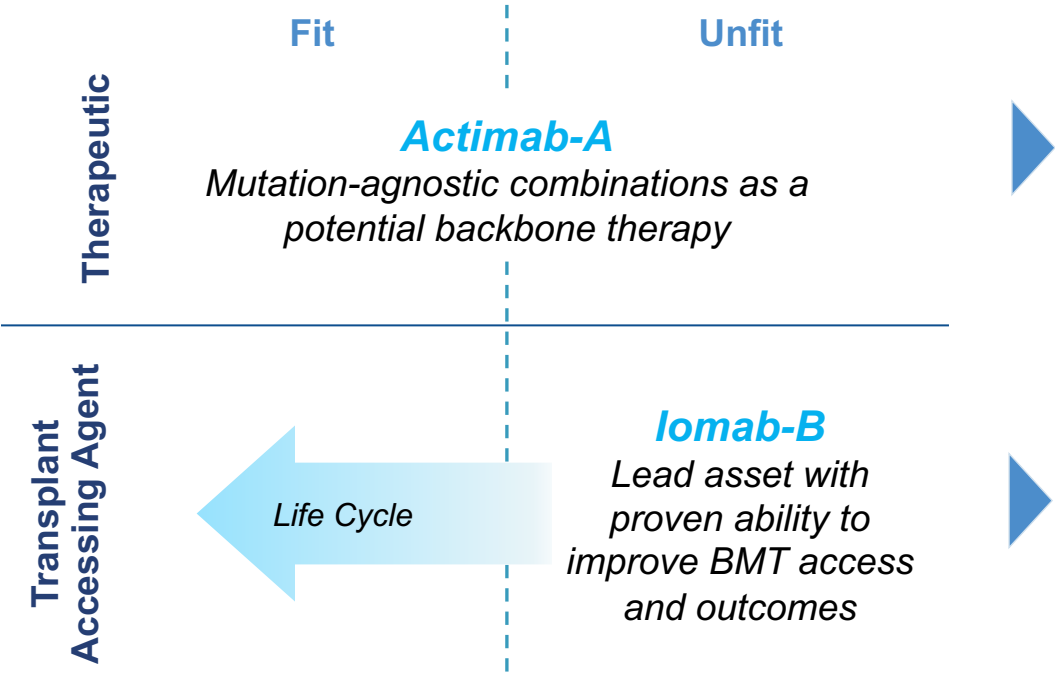 Fit
Unfit
Therapeutic
Actimab-A
Mutation-agnostic combinations as a
potential backbone therapy
Transplant
Accessing Agent
Life Cycle
Iomab-B
Lead asset with
proven ability to
improve BMT access
and outcomes